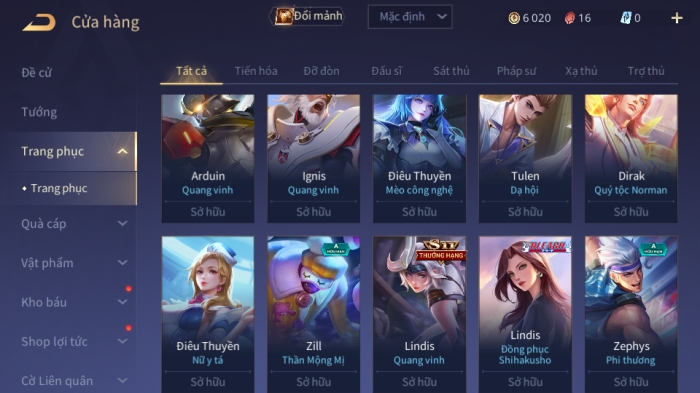 Cửa hàng
Đổi mảnh
Mặc định
6 020
16
0
Đề cử
Tướng
Trang phục
Trang phục
Quà cáp
Vật phẩm
Kho báu
Shop lợi tức
Cờ Liên quân
Tất cả
Tiến hóa
Đỡ đòn
Đấu sĩ
Sát thủ
Pháp sư
Xạ thủ
Trợ thủ
Arduin
Quang vinh
Sở hữu
Ignis
Quang vinh
Sở hữu
Điêu Thuyền
Mèo công nghệ
Sở hữu
Tulen
Dạ hội
Sở hữu
Dirak
Quý tộc Norman
Sở hữu
Điêu Thuyền
Nữ y tá
Sở hữu
A
HỮU HẠN
Zill
Thần Mộng Mị
Sở hữu
THƯỞNG HẠNG
Lindis
Quang vinh
Sở hữu
BLEACH
Lindis
Đồng phục
Shihakusho
Sở hữu
A
HỮU HẠN
Zephys
Phi thương
Sở hữu